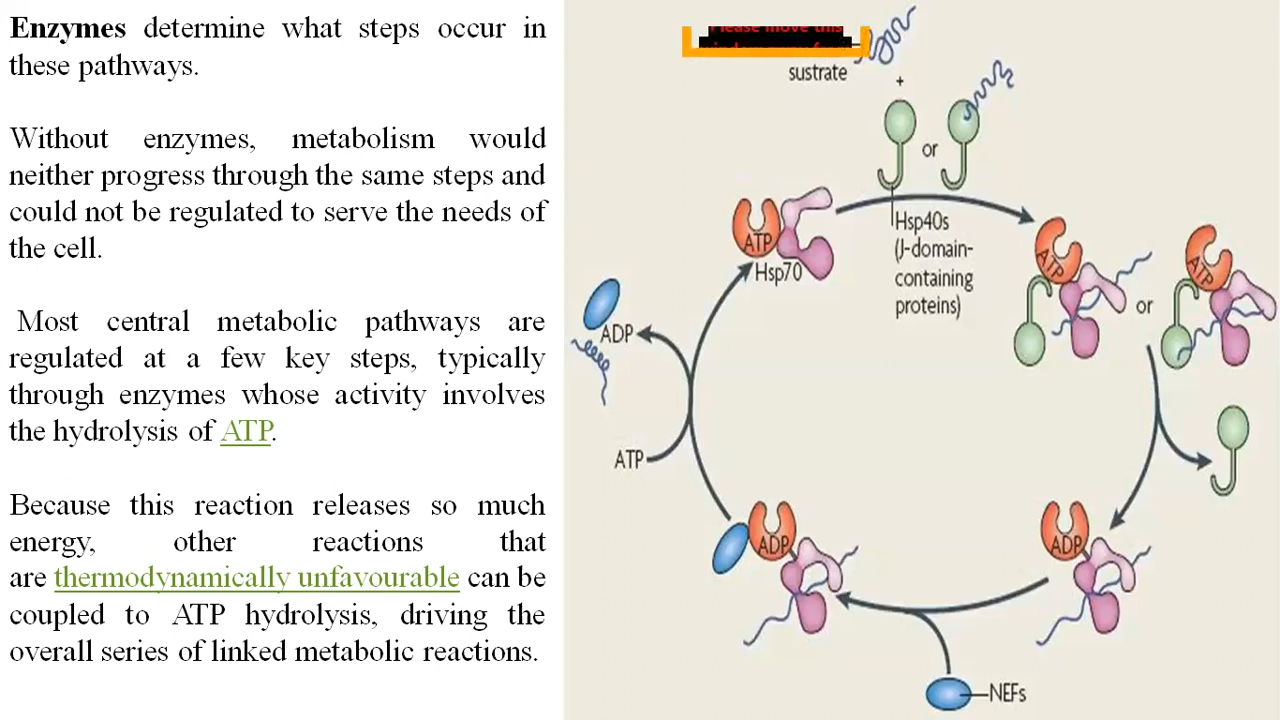 Enzymes determine what steps occur in
these pathways.
Without enzymes, metabolism would
neither progress through the same steps and
could not be regulated to serve the needs of
the cell.
Most central metabolic pathways are
regulated at a few key steps, typically
through enzymes whose activity involves
the hydrolysis of ATP.
Because this reaction releases so much
energy, other reactions that
are thermodynamically unfavourable can be
coupled to ATP hydrolysis, driving the
overall series of linked metabolic reactions.
Please move this
sustrate
+
or
ATP
Hsp70
Hsp40s
(J-domain-
containing
proteins)
ATP
or
ATP
ADP
ATP
ADP
ADP
NEFs